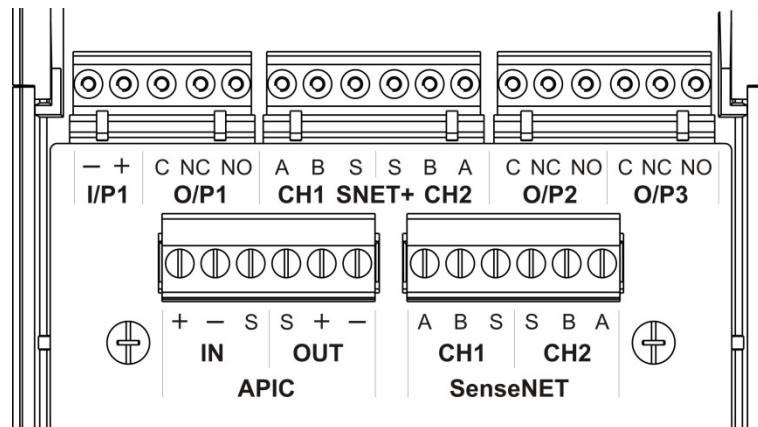 − + C NC NO A B S S B A C NC NO C NC NO
I/P1 O/P1 CH1 SNET+ CH2 O/P2 O/P3
+ − S S + − A B S S B A
IN OUT CH1 CH2
APIC SenseNET